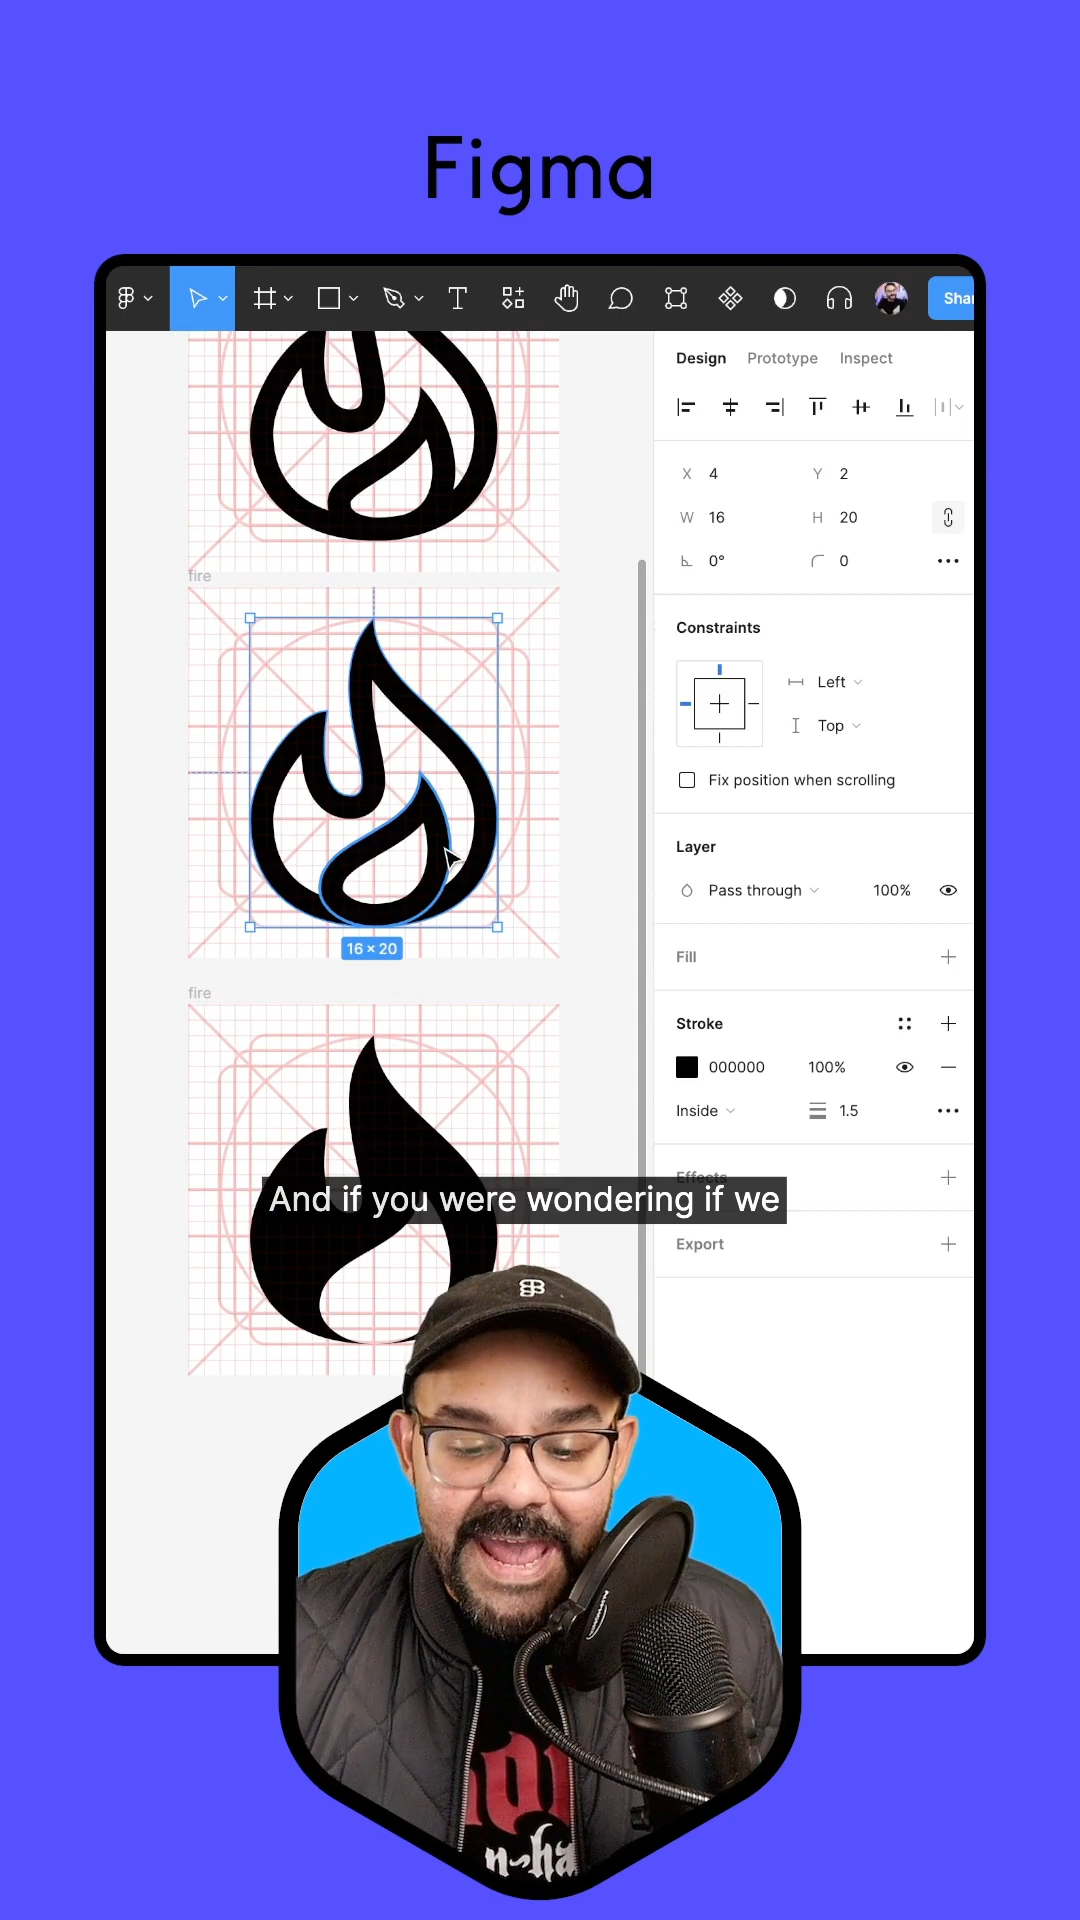 Figma
Shar
Design Prototype Inspect
X 4 Y 2
W 16 H 20
0° 0
fire
Constraints
Left
Top
Fix position when scrolling
Layer
Pass through 100%
16 × 20
Fill
fire
Stroke
000000 100%
Inside 1.5
Effects
And if you were wondering if we
Export
n-ha